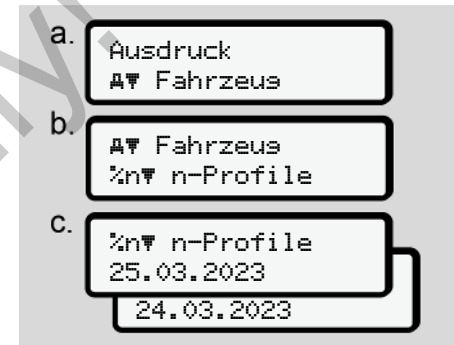 a.
Ausdruck
Fahrzeug
b.
Fahrzeug
%n▼ n-Profile
c.
%n▼ n-Profile
25.03.2023
24.03.2023